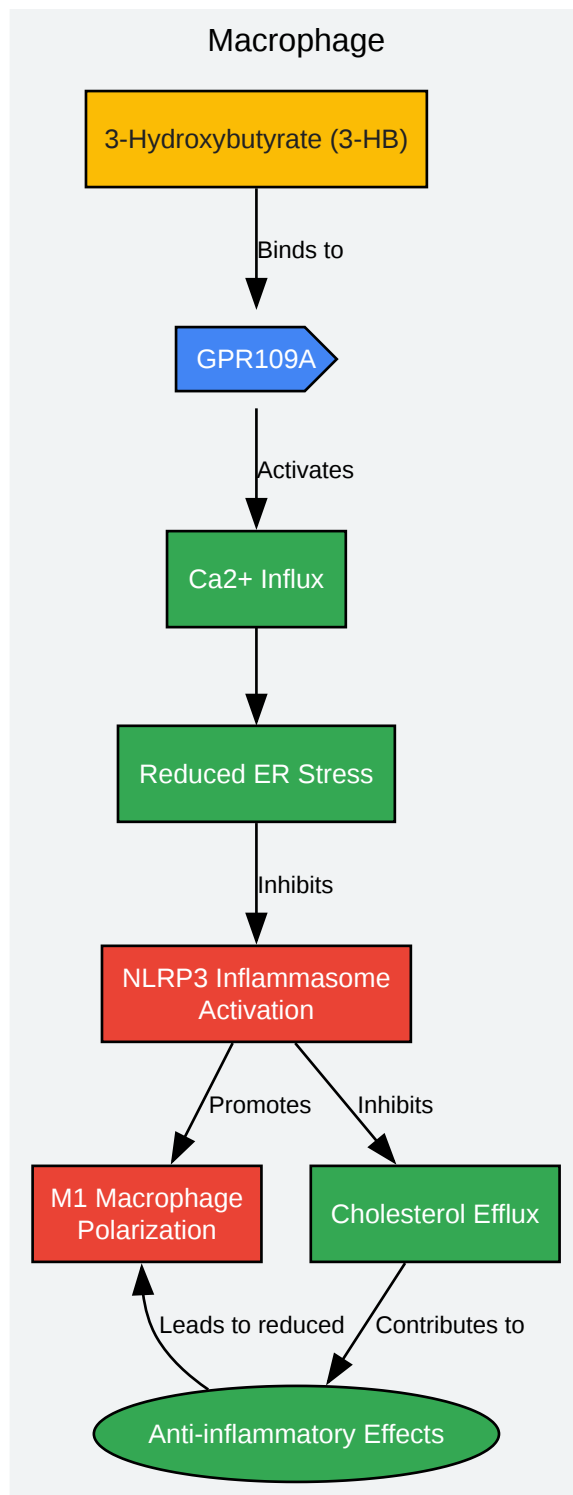 Macrophage
3-Hydroxybutyrate (3-HB)
Binds to
GPR109A
Activates
Ca2+ Influx
Reduced ER Stress
Inhibits
NLRP3 Inflammasome
Activation
Promotes
Inhibits
M1 Macrophage
Polarization
Cholesterol Efflux
Leads to reduced
Contributes to
Anti-inflammatory Effects